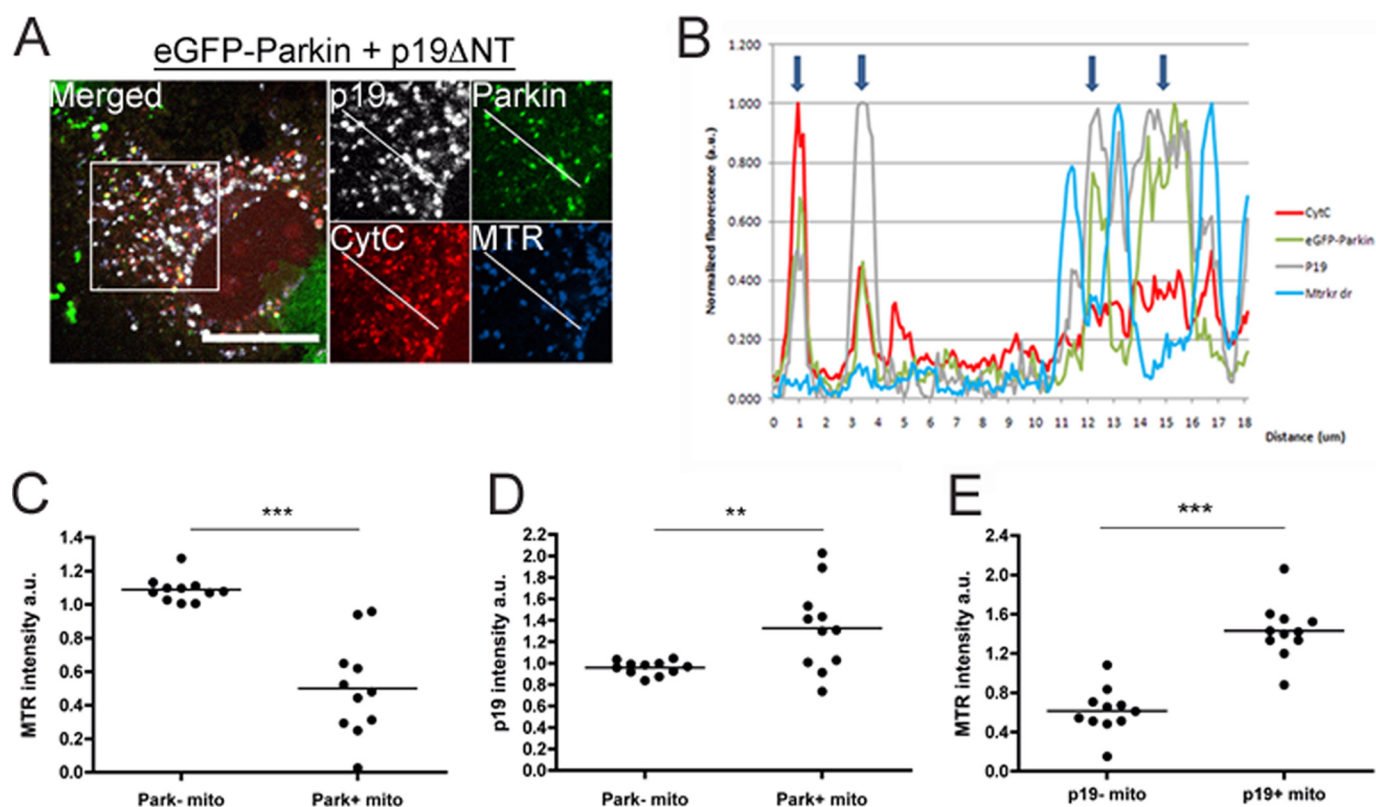 A
eGFP-Parkin + p19ΔNT
Merged
p19
Parkin
CytC
MTR
B
1.200
1.000
0.800
0.600
0.400
0.200
0.000
Normalized fluorescence (a.u.)
0 1 2 3 4 5 6 7 8 9 10 11 12 13 14 15 16 17 18
Distance (um)
CytC
eGFP-Parkin
P19
Mtrkr dr
C
***
1.4
1.2
1.0
0.8
0.6
0.4
0.2
0.0
MTR intensity a.u.
Park- mito Park+ mito
D
**
2.2
2.0
1.8
1.6
1.4
1.2
1.0
0.8
0.6
0.4
0.2
0.0
p19 intensity a.u.
Park- mito Park+ mito
E
***
2.4
2.0
1.6
1.2
0.8
0.4
0.0
MTR intensity a.u.
p19- mito p19+ mito